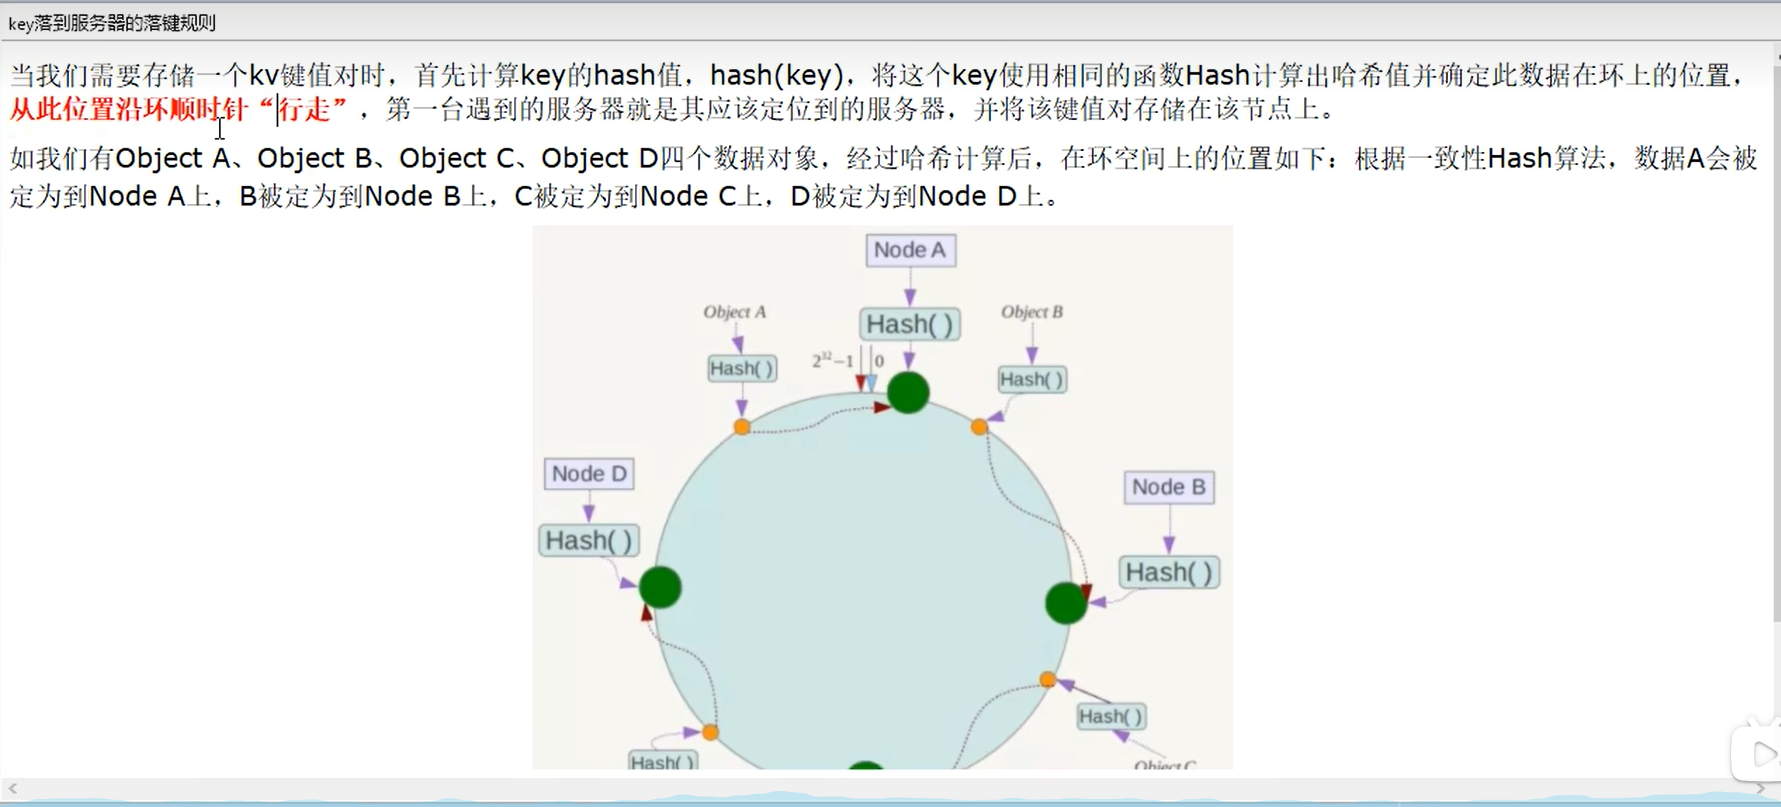 key落到服务器的落键规则
当我们需要存储一个kv键值对时，首先计算key的hash值，hash(key)，将这个key使用相同的函数Hash计算出哈希值并确定此数据在环上的位置，
从此位置沿环顺时针“行走”，第一台遇到的服务器就是其应该定位到的服务器，并将该键值对存储在该节点上。
如我们有Object A、Object B、Object C、Object D四个数据对象，经过哈希计算后，在环空间上的位置如下：根据一致性Hash算法，数据A会被
定为到Node A上，B被定为到Node B上，C被定为到Node C上，D被定为到Node D上。
Node A
Object A
Hash( )
Object B
Hash( )
2³²−1
0
Hash( )
Node D
Node B
Hash( )
Hash( )
Hash( )
Hash( )
Object C